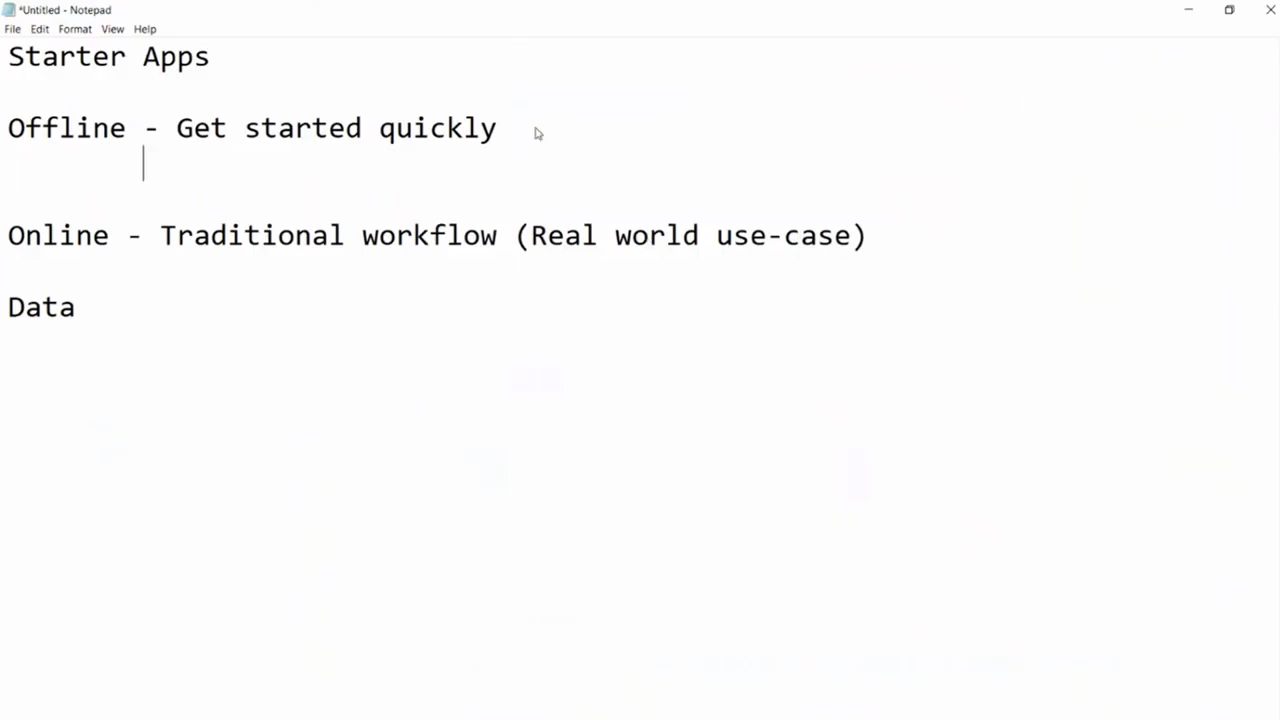 *Untitled - Notepad
File Edit Format View Help
Starter Apps
Offline - Get started quickly
Online - Traditional workflow (Real world use-case)
Data